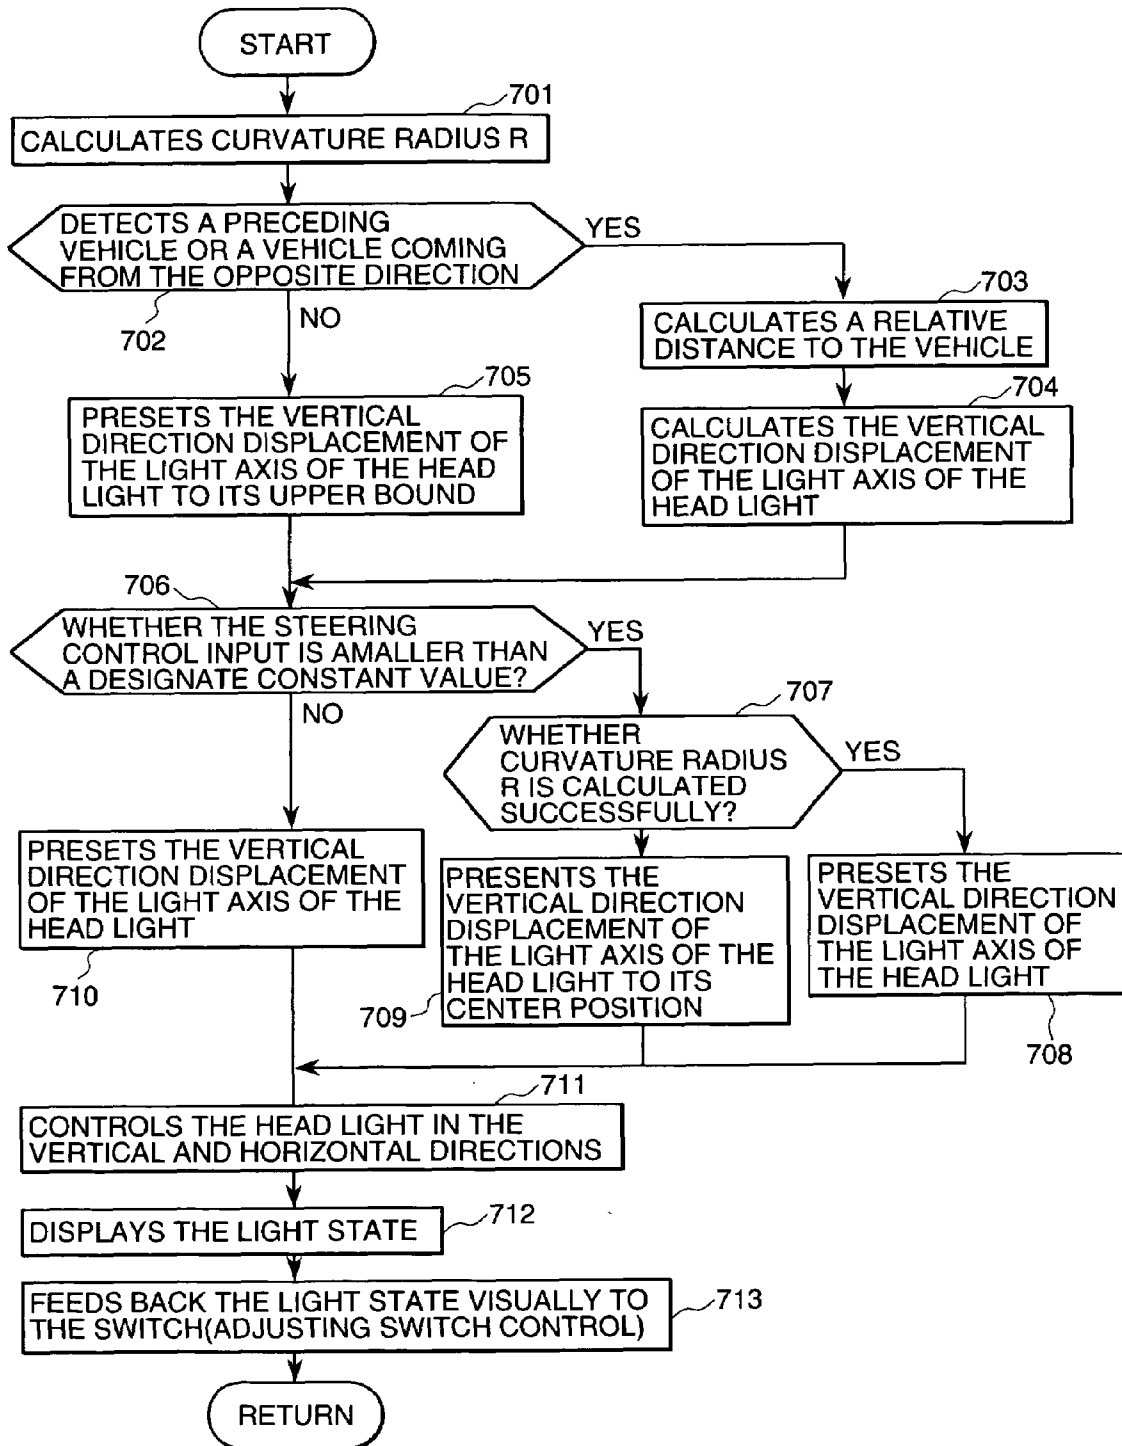 START
701
CALCULATES CURVATURE RADIUS R
DETECTS A PRECEDING
VEHICLE OR A VEHICLE COMING
FROM THE OPPOSITE DIRECTION
YES
702
NO
703
CALCULATES A RELATIVE
DISTANCE TO THE VEHICLE
705
PRESETS THE VERTICAL
DIRECTION DISPLACEMENT OF
THE LIGHT AXIS OF THE HEAD
LIGHT TO ITS UPPER BOUND
704
CALCULATES THE VERTICAL
DIRECTION DISPLACEMENT
OF THE LIGHT AXIS OF THE
HEAD LIGHT
706
WHETHER THE STEERING
CONTROL INPUT IS AMALLER THAN
A DESIGNATE CONSTANT VALUE?
YES
NO
707
WHETHER
CURVATURE RADIUS
R IS CALCULATED
SUCCESSFULLY?
YES
PRESETS THE VERTICAL
DIRECTION DISPLACEMENT
OF THE LIGHT AXIS OF THE
HEAD LIGHT
710
PRESENTS THE
VERTICAL DIRECTION
DISPLACEMENT OF
THE LIGHT AXIS OF THE
HEAD LIGHT TO ITS
CENTER POSITION
709
PRESETS THE
VERTICAL DIRECTION
DISPLACEMENT OF
THE LIGHT AXIS OF
THE HEAD LIGHT
708
711
CONTROLS THE HEAD LIGHT IN THE
VERTICAL AND HORIZONTAL DIRECTIONS
DISPLAYS THE LIGHT STATE
712
FEEDS BACK THE LIGHT STATE VISUALLY TO
THE SWITCH(ADJUSTING SWITCH CONTROL)
713
RETURN